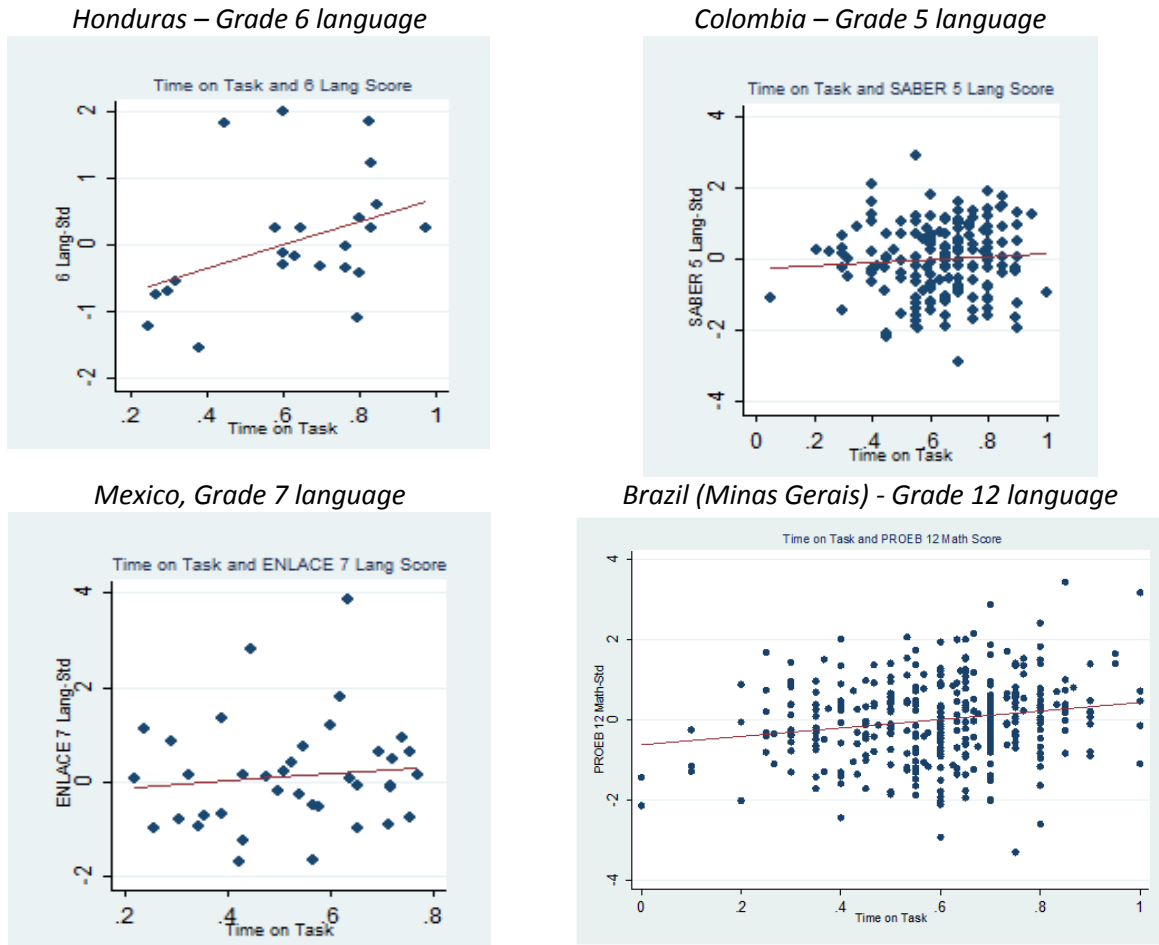 Honduras – Grade 6 language
Time on Task and 6 Lang Score
6 Lang-Std
2
1
0
-1
-2
.2
.4
.6
.8
1
Time on Task
Colombia – Grade 5 language
Time on Task and SABER 5 Lang Score
SABER 5 Lang-Std
4
2
0
-2
-4
0
.2
.4
.6
.8
1
Time on Task
Mexico, Grade 7 language
Time on Task and ENLACE 7 Lang Score
ENLACE 7 Lang-Std
4
2
0
-2
.2
.4
.6
.8
Time on Task
Brazil (Minas Gerais) - Grade 12 language
Time on Task and PROEB 12 Math Score
PROEB 12 Math-Std
4
2
0
-2
-4
0
.2
.4
.6
.8
1
Time on Task